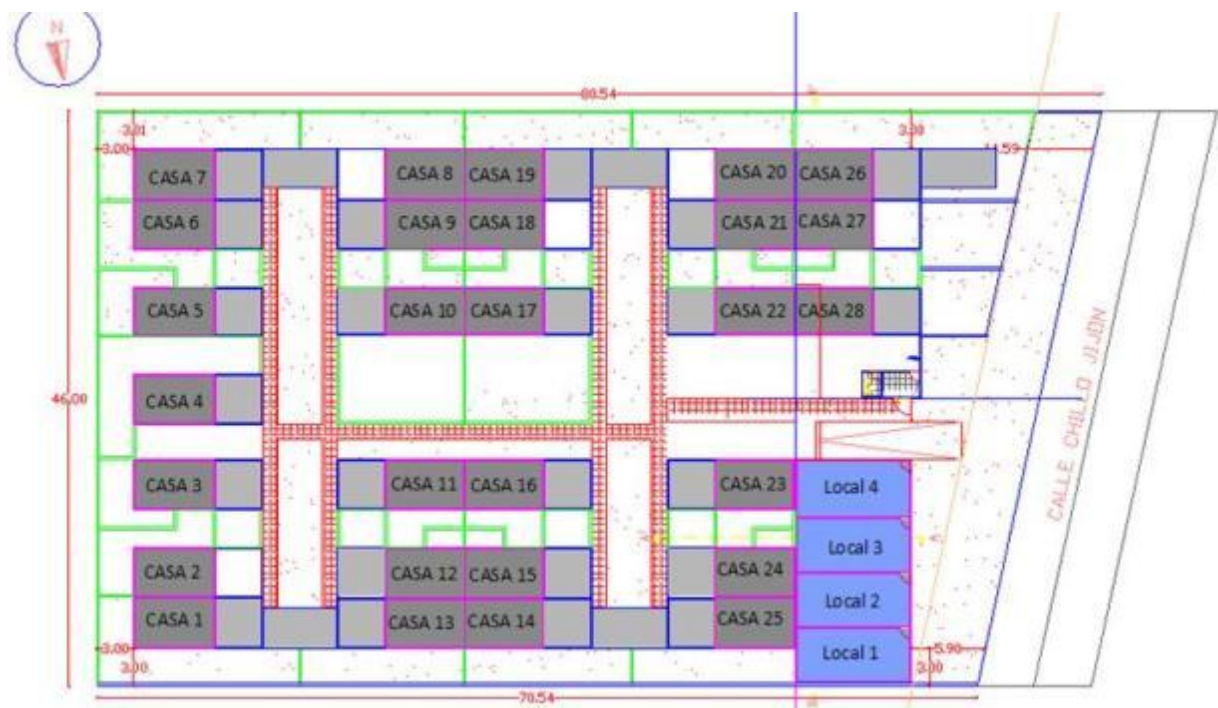 N
80.54
3.01
3.00
3.00
11.59
CASA 7
CASA 8
CASA 19
CASA 20
CASA 26
CASA 6
CASA 9
CASA 18
CASA 21
CASA 27
CASA 5
CASA 10
CASA 17
CASA 22
CASA 28
46.00
CASA 4
CALLE CHILLO JIJON
CASA 3
CASA 11
CASA 16
CASA 23
Local 4
Local 3
CASA 2
CASA 12
CASA 15
CASA 24
Local 2
CASA 1
CASA 13
CASA 14
CASA 25
Local 1
3.00
5.90
3.00
3.00
70.54